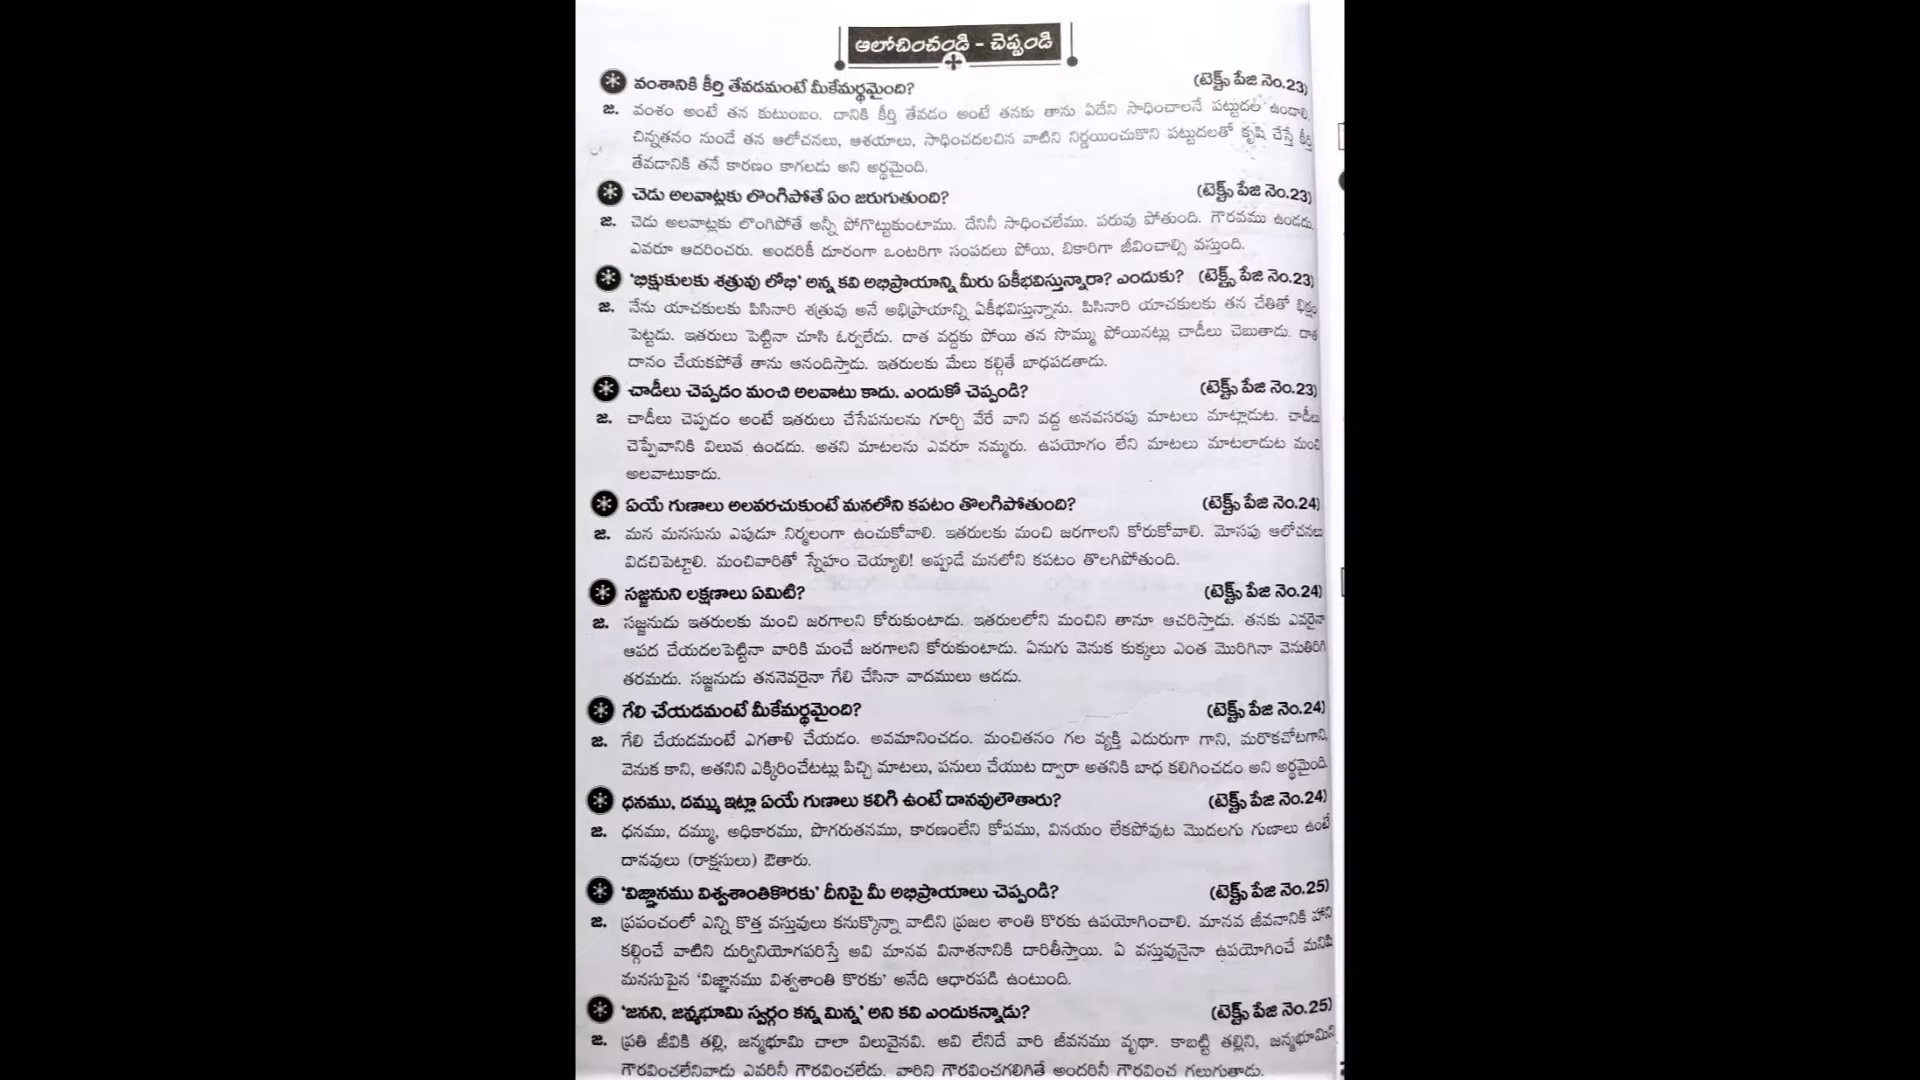 ఆలోచించండి - చెప్పండి
వంశానికి కీర్తి తేవడమంటే మీకేమర్థమైంది? (టెక్స్ట్ పేజి నెం.23)
జ. వంశం అంటే తన కుటుంబం. దానికి కీర్తి తేవడం అంటే తనకు తాను ఏదేని సాధించాలనే పట్టుదల ఉండాలి.
చిన్నతనం నుండే తన ఆలోచనలు, ఆశయాలు, సాధించదలచిన వాటిని నిర్ణయించుకొని పట్టుదలతో కృషి చేస్తే కీర్తి
తేవడానికి తనే కారణం కాగలడు అని అర్థమైంది.
చెడు అలవాట్లకు లొంగిపోతే ఏం జరుగుతుంది? (టెక్స్ట్ పేజి నెం.23)
జ. చెడు అలవాట్లకు లొంగిపోతే అన్నీ పోగొట్టుకుంటాము. దేనినీ సాధించలేము. పరువు పోతుంది. గౌరవము ఉండదు.
ఎవరూ ఆదరించరు. అందరికీ దూరంగా ఒంటరిగా సంపదలు పోయి, బికారిగా జీవించాల్సి వస్తుంది.
'భిక్షుకులకు శత్రువు లోభి' అన్న కవి అభిప్రాయాన్ని మీరు ఏకీభవిస్తున్నారా? ఎందుకు? (టెక్స్ట్ పేజి నెం.23)
జ. నేను యాచకులకు పిసినారి శత్రువు అనే అభిప్రాయాన్ని ఏకీభవిస్తున్నాను. పిసినారి యాచకులకు తన చేతితో భిక్షం
పెట్టడు. ఇతరులు పెట్టినా చూసి ఓర్వలేడు. దాత వద్దకు పోయి తన సొమ్ము పోయినట్లు చాడీలు చెబుతాడు. దాత
దానం చేయకపోతే తాను ఆనందిస్తాడు. ఇతరులకు మేలు కల్గితే బాధపడతాడు.
చాడీలు చెప్పడం మంచి అలవాటు కాదు. ఎందుకో చెప్పండి? (టెక్స్ట్ పేజి నెం.23)
జ. చాడీలు చెప్పడం అంటే ఇతరులు చేసేపనులను గూర్చి వేరే వాని వద్ద అనవసరపు మాటలు మాట్లాడుట. చాడీలు
చెప్పేవానికి విలువ ఉండదు. అతని మాటలను ఎవరూ నమ్మరు. ఉపయోగం లేని మాటలు మాటలాడుట మంచి
అలవాటుకాదు.
ఏయే గుణాలు అలవరచుకుంటే మనలోని కపటం తొలగిపోతుంది? (టెక్స్ట్ పేజి నెం.24)
జ. మన మనసును ఎపుడూ నిర్మలంగా ఉంచుకోవాలి. ఇతరులకు మంచి జరగాలని కోరుకోవాలి. మోసపు ఆలోచనలు
విడచిపెట్టాలి. మంచివారితో స్నేహం చెయ్యాలి! అప్పుడే మనలోని కపటం తొలగిపోతుంది.
సజ్జనుని లక్షణాలు ఏమిటి? (టెక్స్ట్ పేజి నెం.24)
జ. సజ్జనుడు ఇతరులకు మంచి జరగాలని కోరుకుంటాడు. ఇతరులలోని మంచిని తానూ ఆచరిస్తాడు. తనకు ఎవరైనా
ఆపద చేయదలపెట్టినా వారికి మంచే జరగాలని కోరుకుంటాడు. ఏనుగు వెనుక కుక్కలు ఎంత మొరిగినా వెనుతిరిగి
తరమదు. సజ్జనుడు తననెవరైనా గేలి చేసినా వాదములు ఆడడు.
గేలి చేయడమంటే మీకేమర్థమైంది? (టెక్స్ట్ పేజి నెం.24)
జ. గేలి చేయడమంటే ఎగతాళి చేయడం. అవమానించడం. మంచితనం గల వ్యక్తి ఎదురుగా గాని, మరొకచోటగాని,
వెనుక కాని, అతనిని ఎక్కిరించేటట్లు పిచ్చి మాటలు, పనులు చేయుట ద్వారా అతనికి బాధ కలిగించడం అని అర్థమైంది.
ధనము, దమ్ము ఇట్లా ఏయే గుణాలు కలిగి ఉంటే దానవులౌతారు? (టెక్స్ట్ పేజి నెం.24)
జ. ధనము, దమ్ము, అధికారము, పొగరుతనము, కారణంలేని కోపము, వినయం లేకపోవుట మొదలగు గుణాలు ఉంటే
దానవులు (రాక్షసులు) ఔతారు.
'విజ్ఞానము విశ్వశాంతికొరకు' దీనిపై మీ అభిప్రాయాలు చెప్పండి? (టెక్స్ట్ పేజి నెం.25)
జ. ప్రపంచంలో ఎన్ని కొత్త వస్తువులు కనుక్కొన్నా వాటిని ప్రజల శాంతి కొరకు ఉపయోగించాలి. మానవ జీవనానికి హాని
కల్గించే వాటిని దుర్వినియోగపరిస్తే అవి మానవ వినాశనానికి దారితీస్తాయి. ఏ వస్తువునైనా ఉపయోగించే మనిషి
మనసుపైన 'విజ్ఞానము విశ్వశాంతి కొరకు' అనేది ఆధారపడి ఉంటుంది.
'జనని, జన్మభూమి స్వర్గం కన్న మిన్న' అని కవి ఎందుకన్నాడు? (టెక్స్ట్ పేజి నెం.25)
జ. ప్రతి జీవికి తల్లి, జన్మభూమి చాలా విలువైనవి. అవి లేనిదే వారి జీవనము వృథా. కాబట్టి తల్లిని, జన్మభూమిని
గౌరవించలేనివాడు ఎవరినీ గౌరవించలేడు. వారిని గౌరవించగలిగితే అందరినీ గౌరవించ గలుగుతాడు.